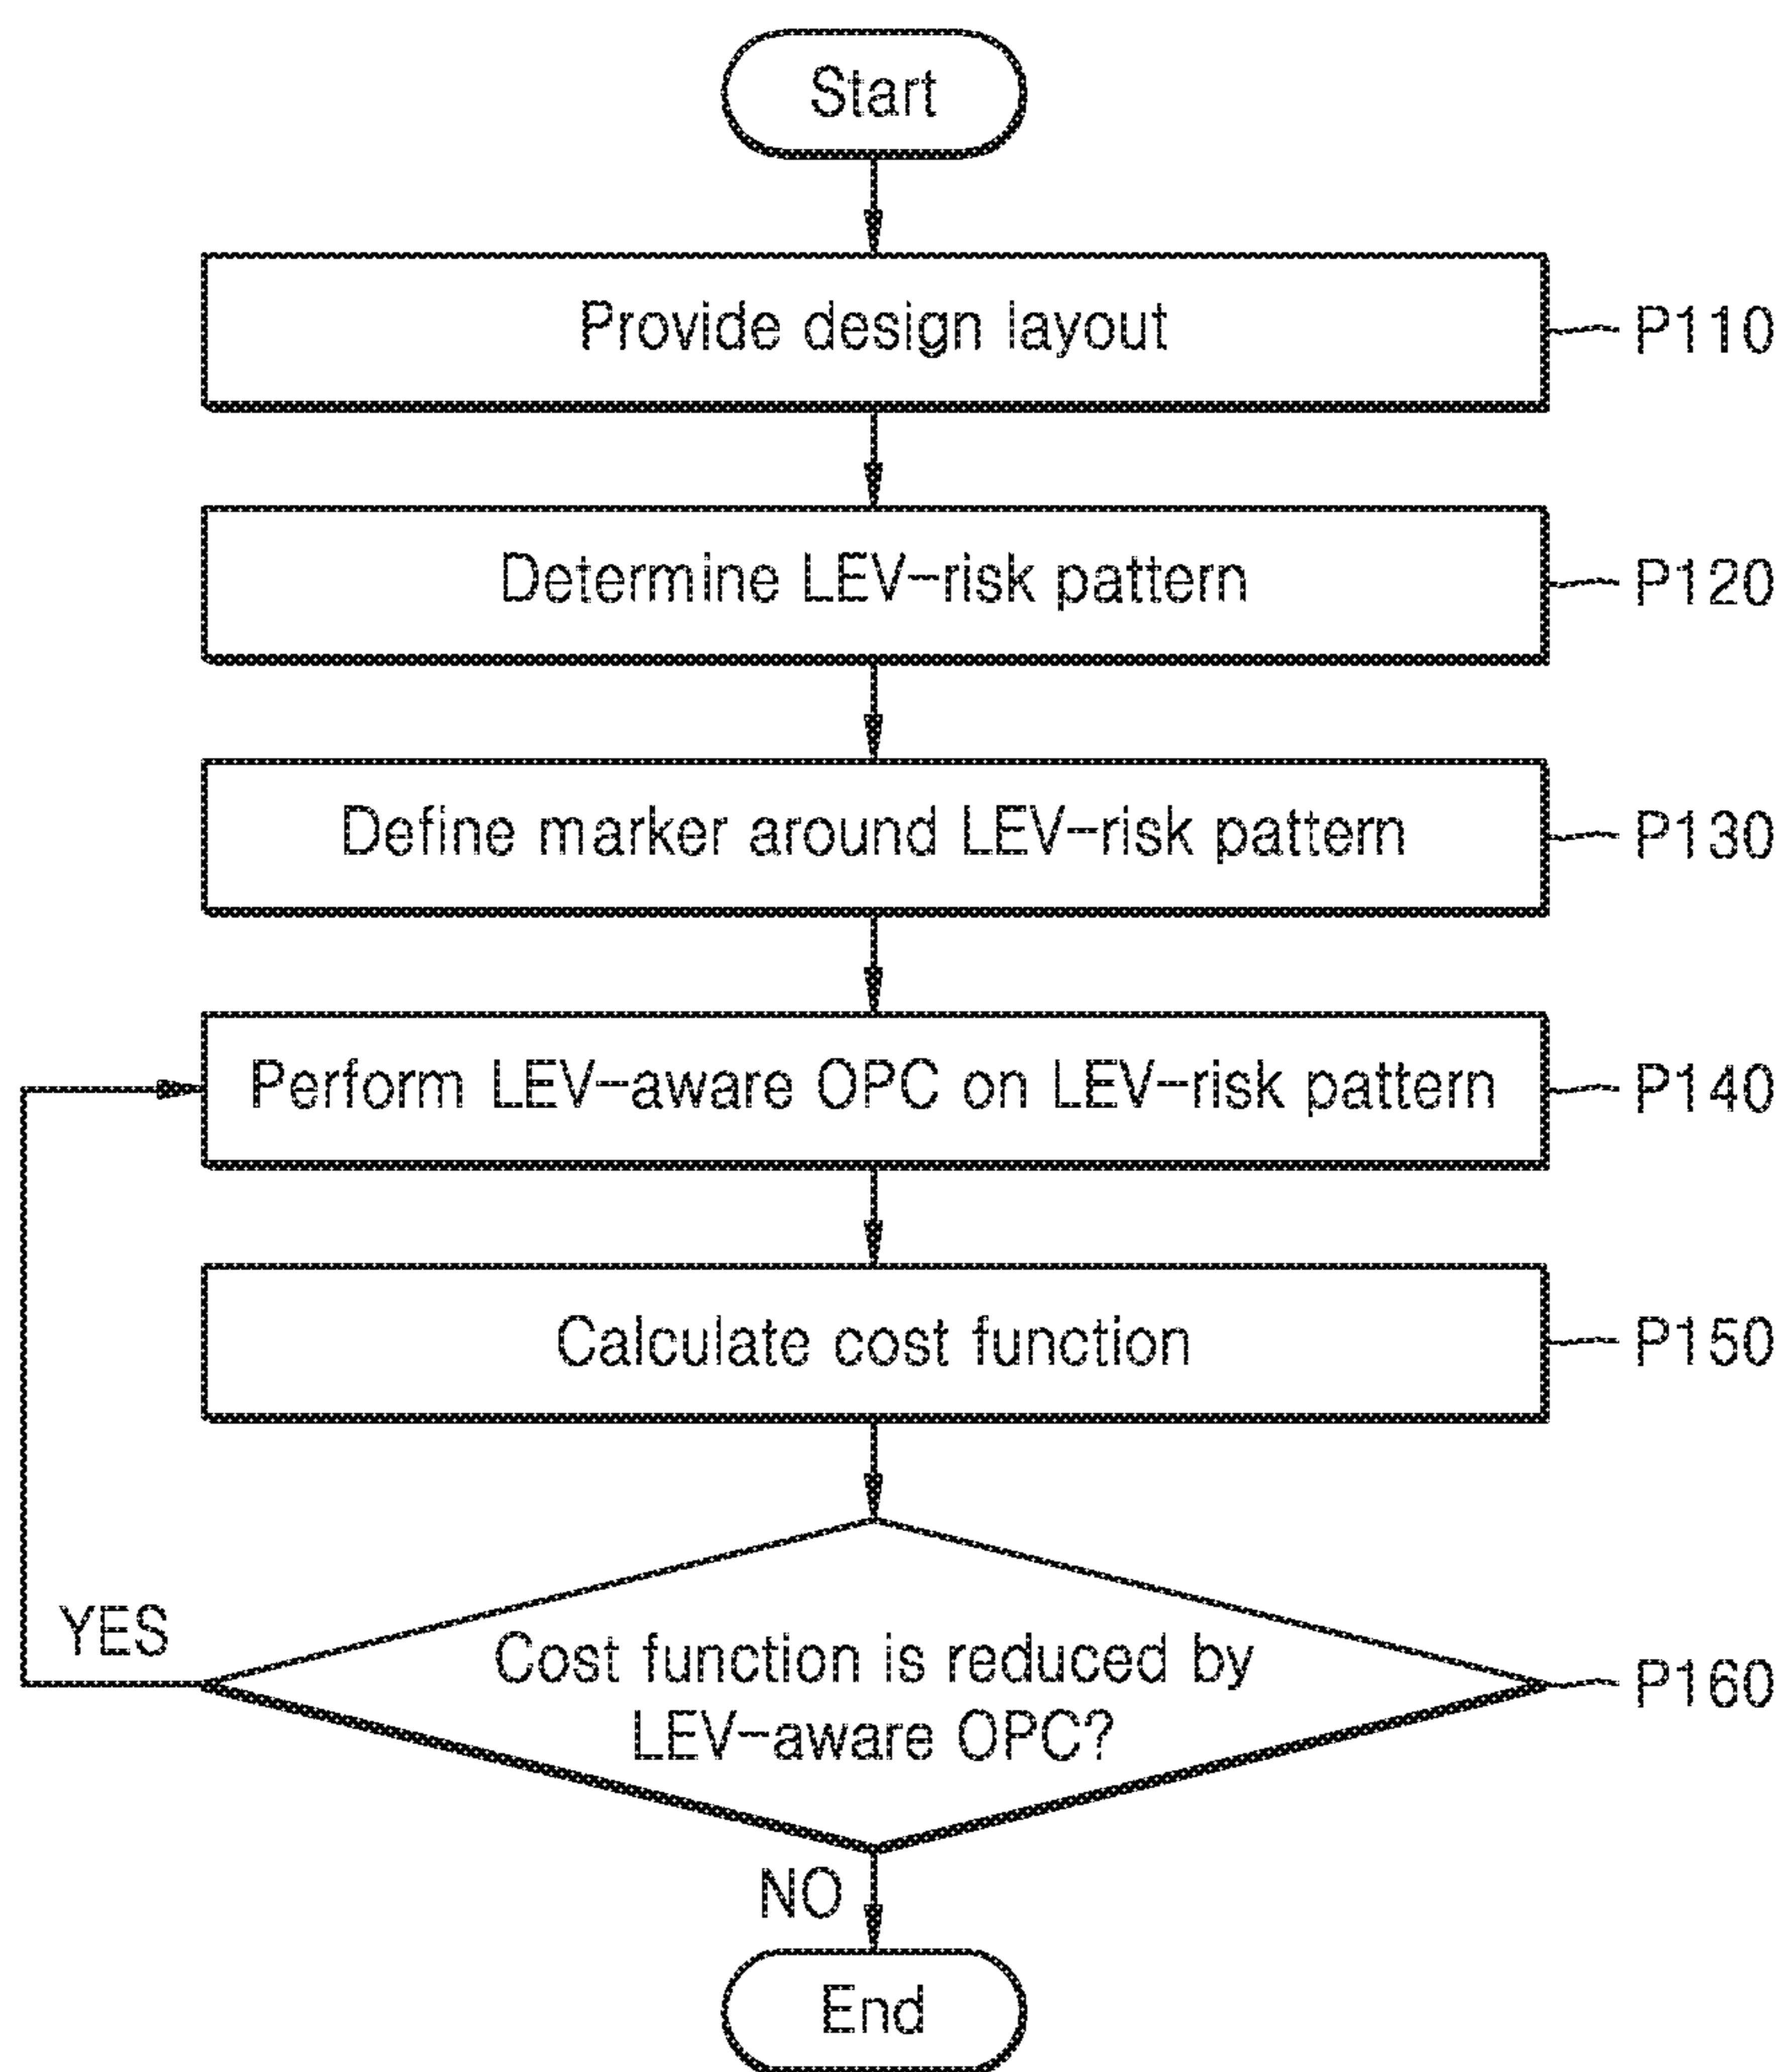 Start
Provide design layout
P110
Determine LEV-risk pattern
P120
Define marker around LEV-risk pattern
P130
Perform LEV-aware OPC on LEV-risk pattern
P140
Calculate cost function
P150
YES
Cost function is reduced by
LEV-aware OPC?
P160
NO
End